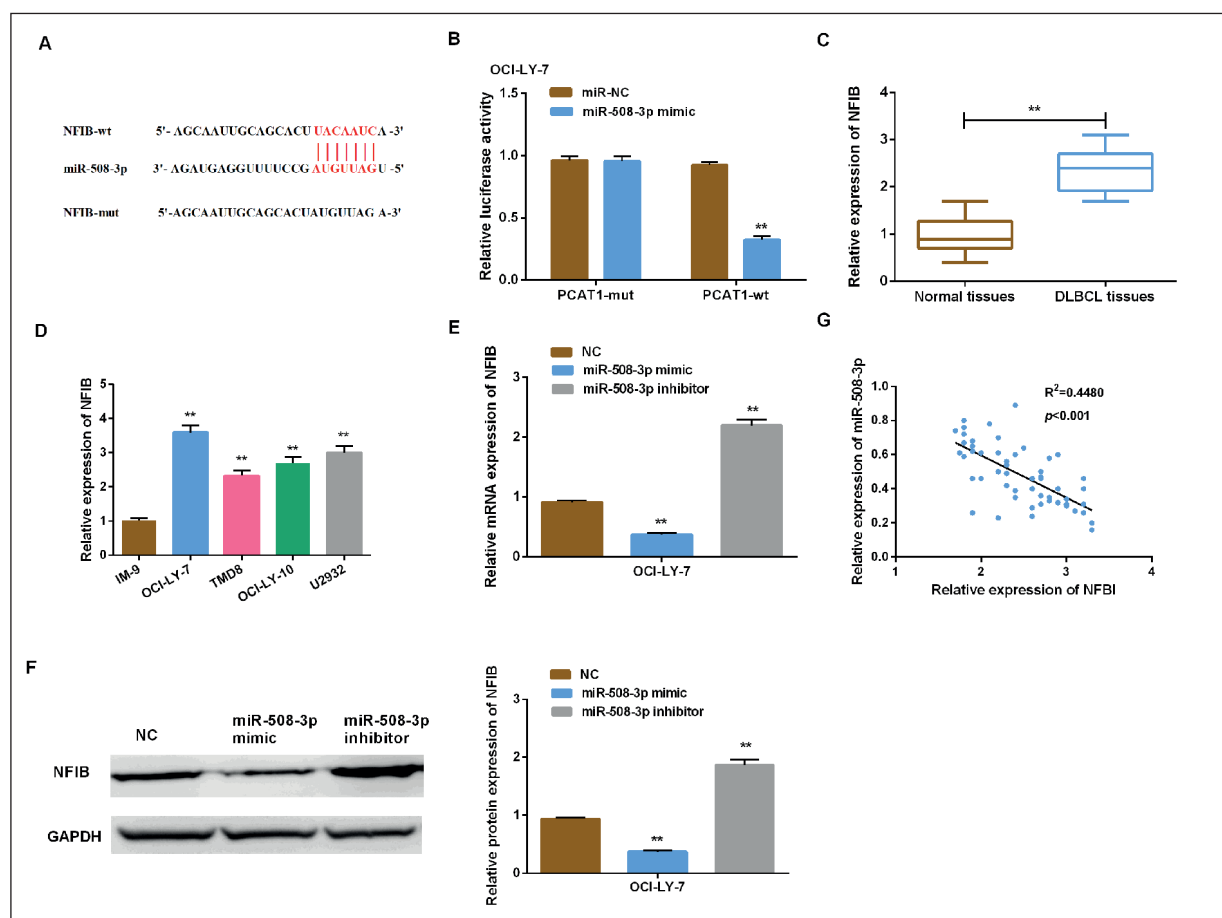 A
NFIB-wt 5'- AGCAAUUGCAGCACU UACAAUC A -3'
miR-508-3p 3'- AGAUGAGGUUUUCCG AUGUUAG U -5'
NFIB-mut 5'-AGCAAUUGCAGCACUAUGUUAG A-3'
B
OCI-LY-7
miR-NC
miR-508-3p mimic
Relative luciferase activity
1.5
1.0
0.5
0.0
**
PCAT1-mut PCAT1-wt
C
Relative expression of NFIB
4
3
2
1
0
**
Normal tissues DLBCL tissues
D
Relative expression of NFIB
5
4
3
2
1
0
**
**
**
**
IM-9 OCI-LY-7 TMD8 OCI-LY-10 U2932
E
NC
miR-508-3p mimic
miR-508-3p inhibitor
Relative mRNA expression of NFIB
3
2
1
0
**
**
OCI-LY-7
G
Relative expression of miR-508-3p
1.0
0.8
0.6
0.4
0.2
0.0
R²=0.4480
p<0.001
1 2 3 4
Relative expression of NFBI
F
NC miR-508-3p mimic miR-508-3p inhibitor
NFIB
GAPDH
NC
miR-508-3p mimic
miR-508-3p inhibitor
Relative protein expression of NFIB
3
2
1
0
**
**
OCI-LY-7